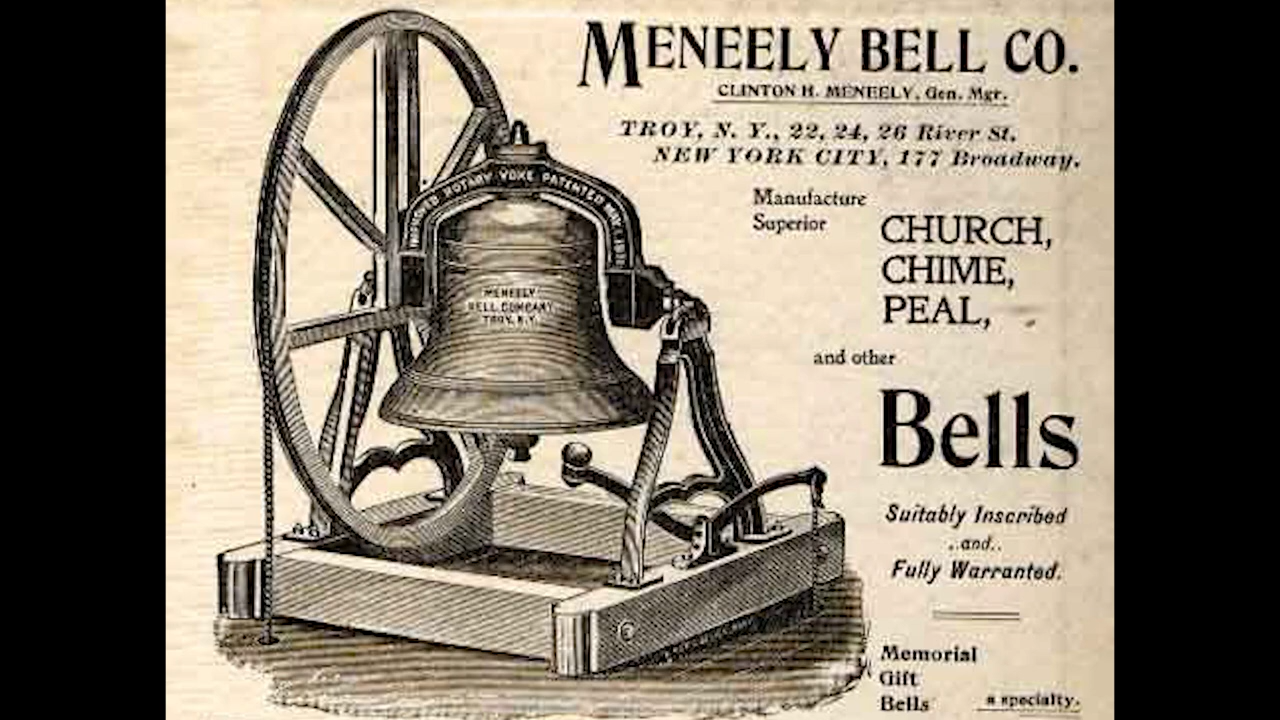 MENEELY BELL CO.
CLINTON H. MENEELY, Gen. Mgr.
TROY, N. Y., 22, 24, 26 River St.
NEW YORK CITY, 177 Broadway.
Manufacture
Superior
CHURCH,
CHIME,
PEAL,
and other
Bells
Suitably Inscribed
..and..
Fully Warranted.
Memorial
Gift
Bells
a specialty.
ROTARY YOKE PATENTED
MENEELY
BELL COMPANY
TROY, N.Y.